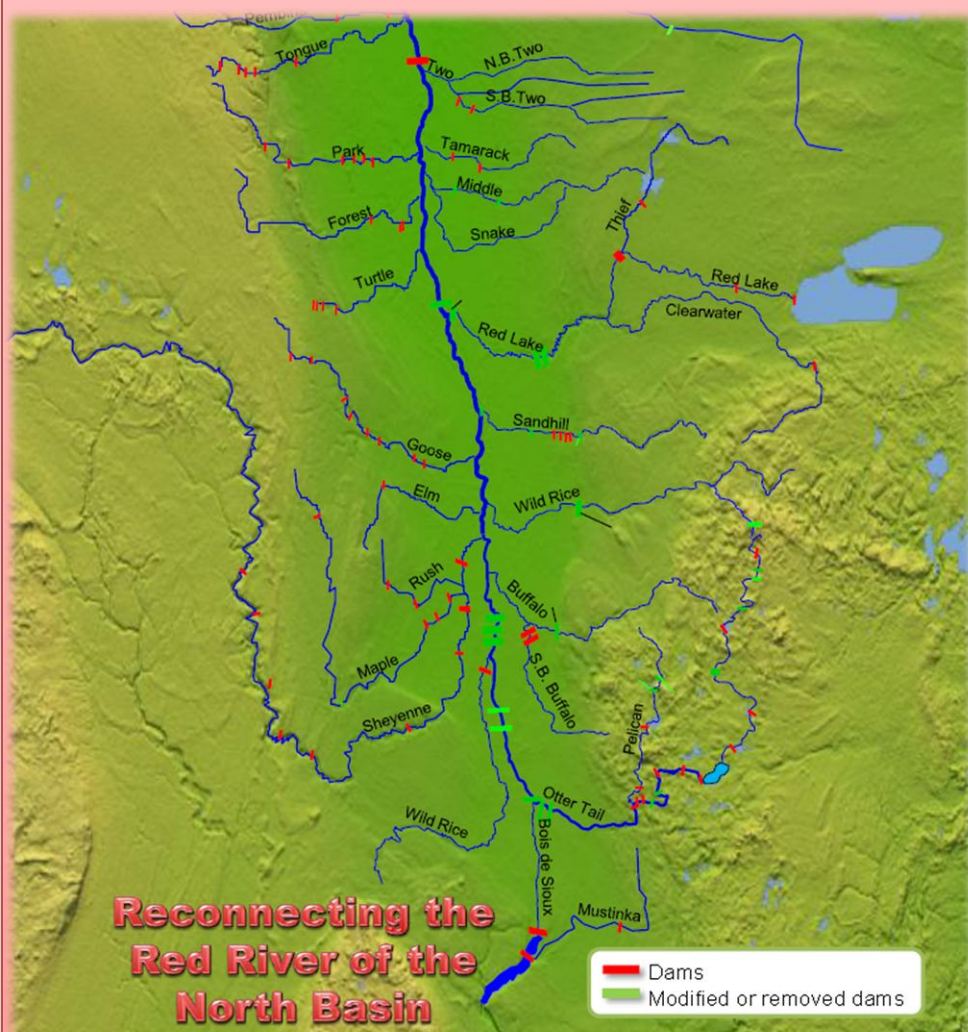 Pembina
Tongue
Two
N.B.Two
S.B.Two
Park
Tamarack
Middle
Forest
Snake
Thief
Turtle
Red Lake
Clearwater
Red Lake
Sandhill
Goose
Elm
Wild Rice
Rush
Buffalo
Maple
S.B. Buffalo
Sheyenne
Pelican
Otter Tail
Wild Rice
Bois de Sioux
Mustinka
Reconnecting the
Red River of the
North Basin
Dams
Modified or removed dams